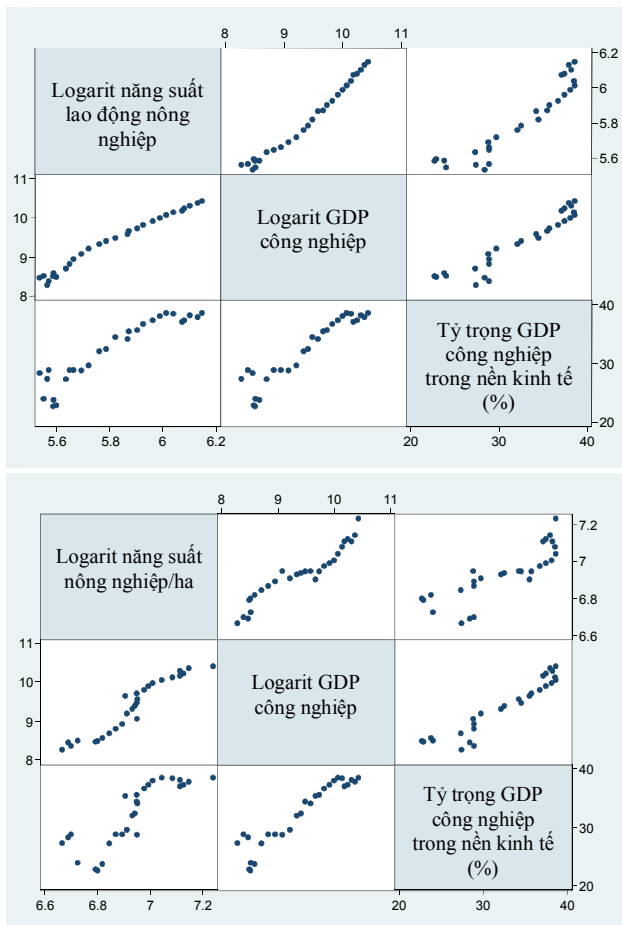 8 9 10 11
Logarit năng suất
lao động nông
nghiệp
6.2
6
5.8
5.6
11
10
9
8
Logarit GDP
công nghiệp
Tỷ trọng GDP
công nghiệp
trong nền kinh tế
(%)
40
30
20
5.6 5.8 6 6.2 20 30 40
8 9 10 11
Logarit năng suất
nông nghiệp/ha
7.2
7
6.8
6.6
11
10
9
8
Logarit GDP
công nghiệp
Tỷ trọng GDP
công nghiệp
trong nền kinh tế
(%)
40
30
20
6.6 6.8 7 7.2 20 30 40